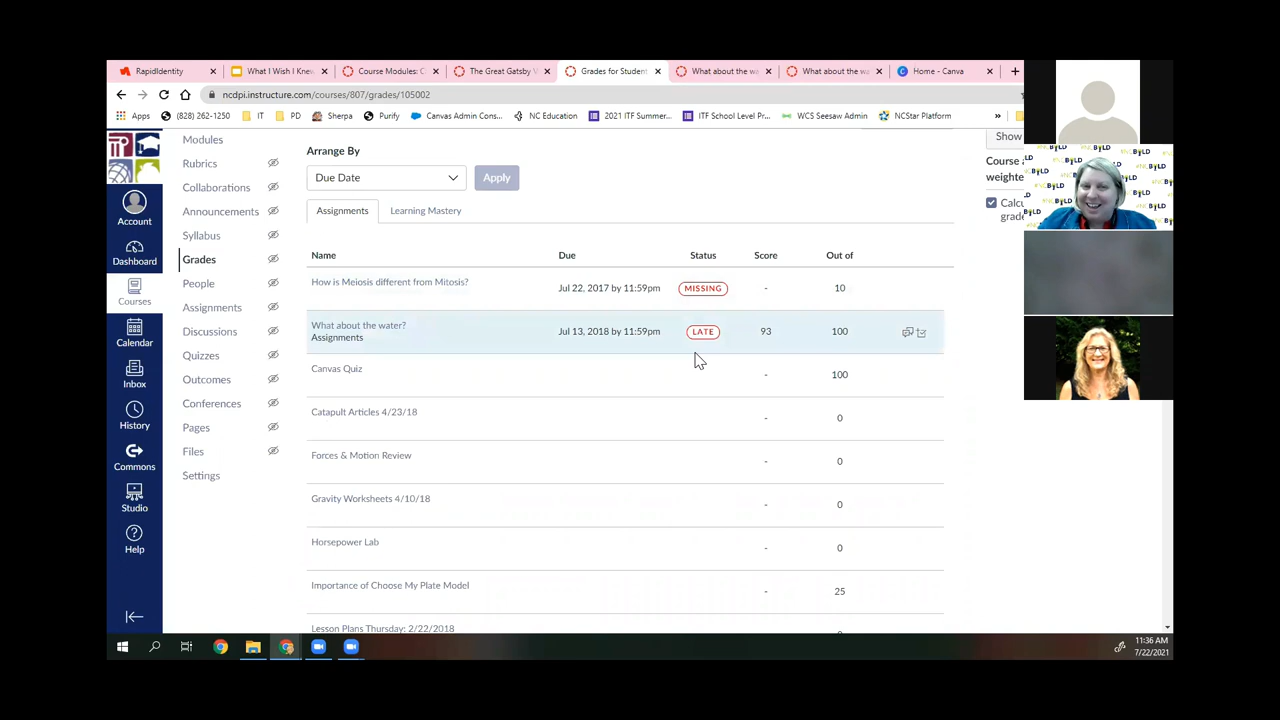 RapidIdentity
What I Wish I Knew
Course Modules: C
The Great Gatsby W
Grades for Student
What about the wa
What about the wa
Home - Canva
ncdpi.instructure.com/courses/807/grades/105002
Apps
(828) 262-1250
IT
PD
Sherpa
Purify
Canvas Admin Cons...
NC Education
2021 ITF Summer...
ITF School Level Pr...
WCS Seesaw Admin
NCStar Platform
Account
Dashboard
Courses
Calendar
Inbox
History
Commons
Studio
Help
Modules
Rubrics
Collaborations
Announcements
Syllabus
Grades
People
Assignments
Discussions
Quizzes
Outcomes
Conferences
Pages
Files
Settings
Arrange By
Due Date
Apply
Assignments Learning Mastery
Name Due Status Score Out of
How is Meiosis different from Mitosis? Jul 22, 2017 by 11:59pm MISSING - 10
What about the water? Jul 13, 2018 by 11:59pm LATE 93 100
Assignments
Canvas Quiz - 100
Catapult Articles 4/23/18 - 0
Forces & Motion Review - 0
Gravity Worksheets 4/10/18 - 0
Horsepower Lab - 0
Importance of Choose My Plate Model - 25
Lesson Plans Thursday: 2/22/2018
Show
Course
weighte
Calcu
grade
11:36 AM
7/22/2021